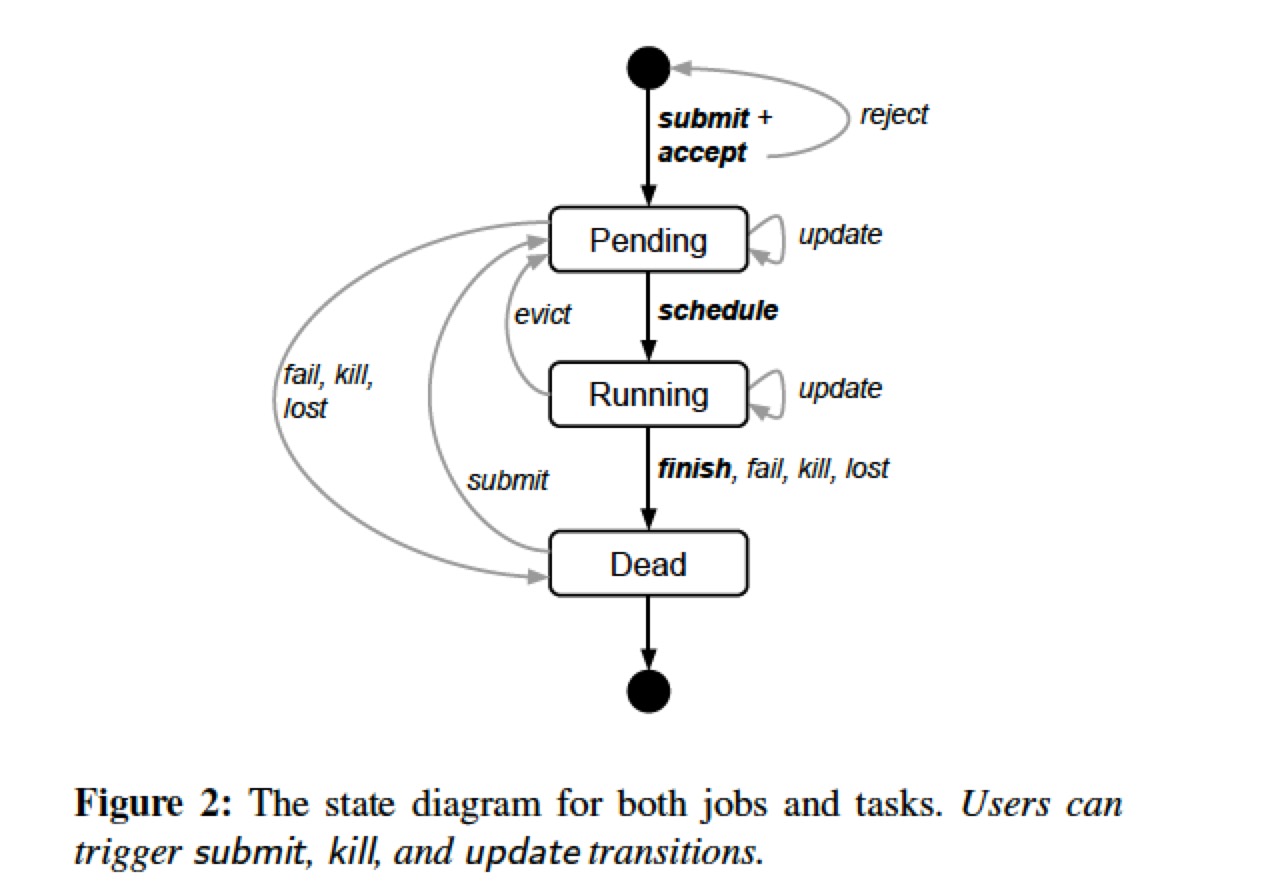 submit +
accept
reject
Pending
update
evict
schedule
fail, kill,
lost
Running
update
submit
finish, fail, kill, lost
Dead
Figure 2: The state diagram for both jobs and tasks. Users can
trigger submit, kill, and update transitions.